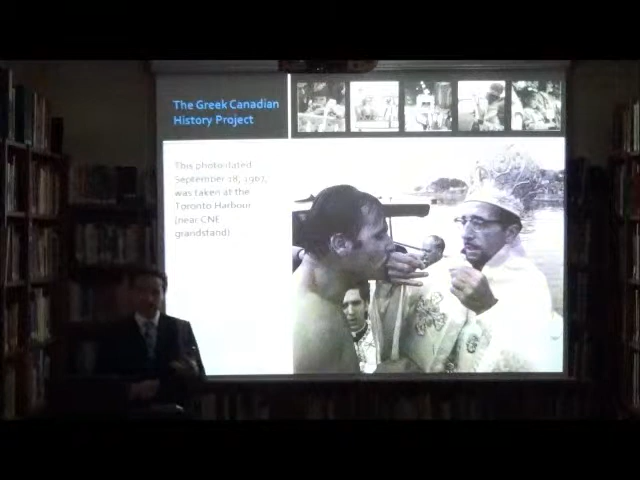 The Greek Canadian
History Project
This photo dated
September 18, 1967,
was taken at the
Toronto Harbour
(near CNE
grandstand)